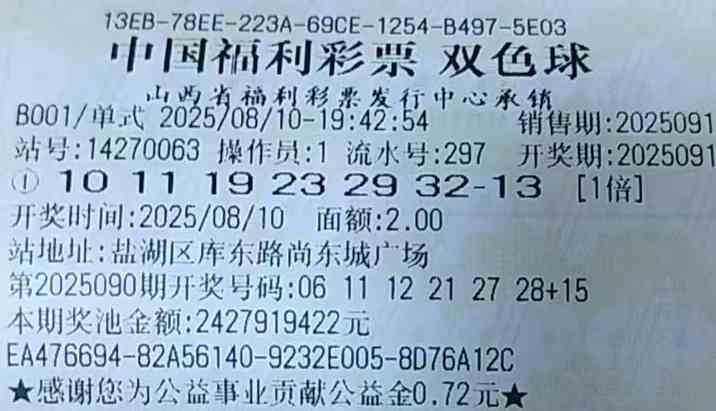 13EB-78EE-223A-69CE-1254-B497-5E03
中国福利彩票 双色球
山西省福利彩票发行中心承销
B001/单式 2025/08/10-19:42:54 销售期:2025091
站号:14270063 操作员:1 流水号:297 开奖期:2025091
① 10 11 19 23 29 32-13 [1倍]
开奖时间:2025/08/10 面额:2.00
站地址:盐湖区库东路尚东城广场
第2025090期开奖号码:06 11 12 21 27 28+15
本期奖池金额:2427919422元
EA476694-82A56140-9232E005-8D76A12C
★感谢您为公益事业贡献公益金0.72元★